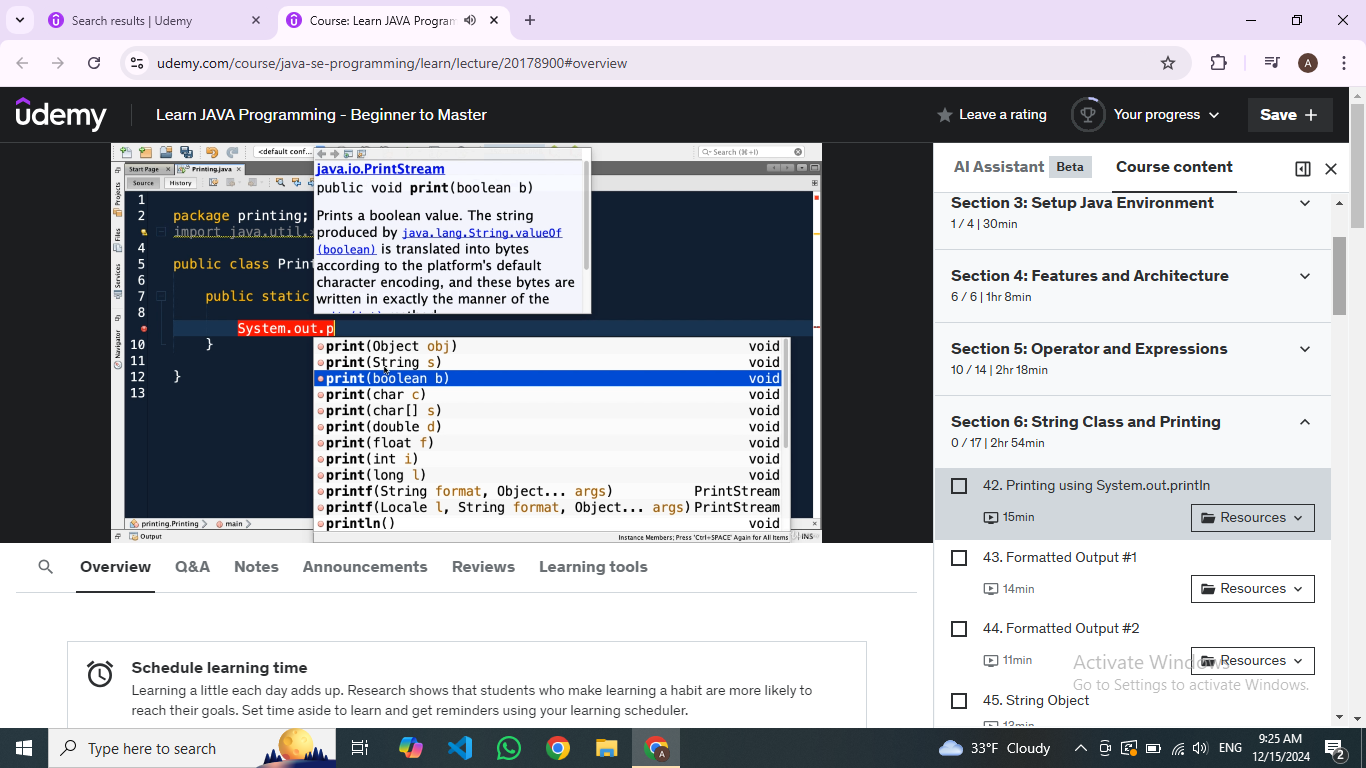 Search results | Udemy
Course: Learn JAVA Program
udemy.com/course/java-se-programming/learn/lecture/20178900#overview
A
ûdemy
Learn JAVA Programming - Beginner to Master
Leave a rating
Your progress
Save
<default conf...
Search (⌘+I)
Start Page
Printing.java
Source
History
Projects
Files
Services
Navigator
java.io.PrintStream
public void print(boolean b)
Prints a boolean value. The string
produced by java.lang.String.valueOf
(boolean) is translated into bytes
according to the platform's default
character encoding, and these bytes are
written in exactly the manner of the
1
2 package printing;
import java.util.
4
5 public class Print
6
7 public static
8
System.out.p
10 }
11
12 }
13
print(Object obj) void
print(String s) void
print(boolean b) void
print(char c) void
print(char[] s) void
print(double d) void
print(float f) void
print(int i) void
print(long l) void
printf(String format, Object... args) PrintStream
printf(Locale l, String format, Object... args) PrintStream
println() void
printing.Printing
main
Output
Instance Members; Press 'Ctrl+SPACE' Again for All Items
INS
AI Assistant
Beta
Course content
Section 3: Setup Java Environment
1 / 4 | 30min
Section 4: Features and Architecture
6 / 6 | 1hr 8min
Section 5: Operator and Expressions
10 / 14 | 2hr 18min
Section 6: String Class and Printing
0 / 17 | 2hr 54min
42. Printing using System.out.println
15min
Resources
43. Formatted Output #1
14min
Resources
44. Formatted Output #2
11min
Resources
45. String Object
Activate Windows
Go to Settings to activate Windows.
Overview
Q&A
Notes
Announcements
Reviews
Learning tools
Schedule learning time
Learning a little each day adds up. Research shows that students who make learning a habit are more likely to
reach their goals. Set time aside to learn and get reminders using your learning scheduler.
Type here to search
33°F Cloudy
ENG
9:25 AM
12/15/2024
2